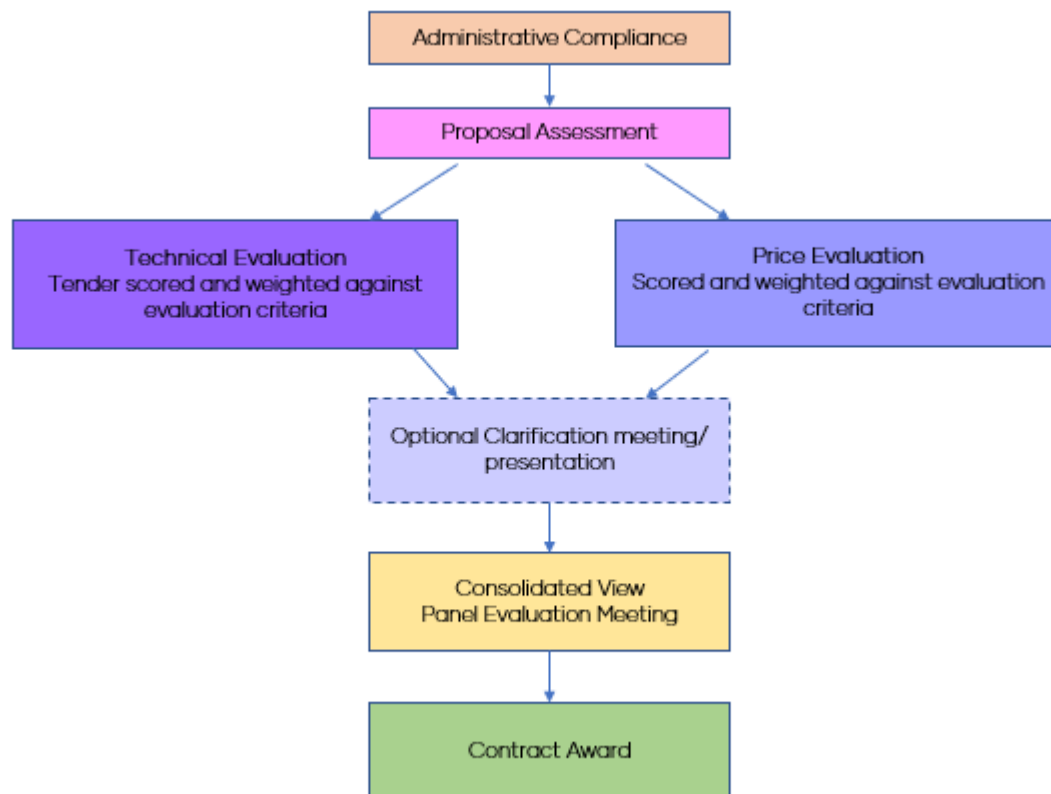 Administrative Compliance
Proposal Assessment
Technical Evaluation
Tender scored and weighted against
evaluation criteria
Price Evaluation
Scored and weighted against evaluation
criteria
Optional Clarification meeting/
presentation
Consolidated View
Panel Evaluation Meeting
Contract Award